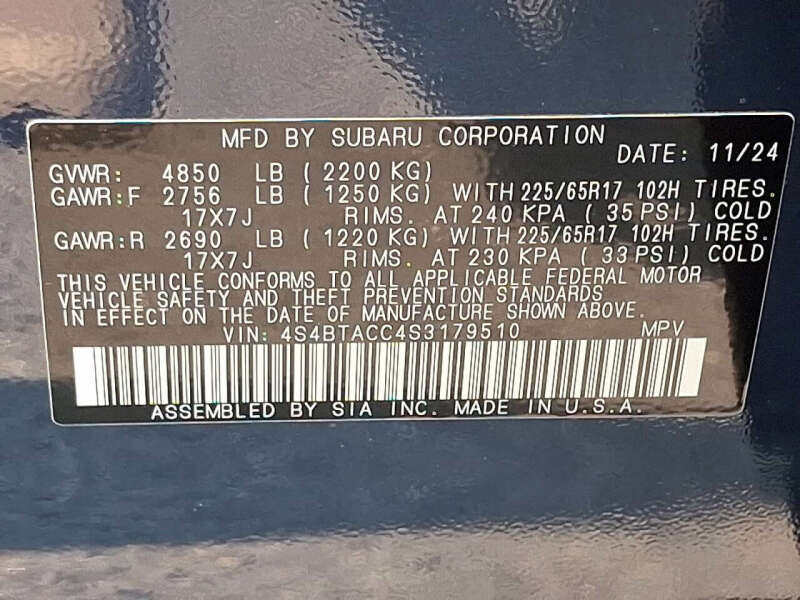 MFD BY SUBARU CORPORATION
DATE: 11/24
GVWR: 4850 LB ( 2200 KG)
GAWR:F 2756 LB ( 1250 KG) WITH 225/65R17 102H TIRES.
17X7J RIMS. AT 240 KPA ( 35 PSI) COLD
GAWR:R 2690 LB ( 1220 KG) WITH 225/65R17 102H TIRES.
17X7J RIMS. AT 230 KPA ( 33 PSI) COLD
THIS VEHICLE CONFORMS TO ALL APPLICABLE FEDERAL MOTOR
VEHICLE SAFETY AND THEFT PREVENTION STANDARDS
IN EFFECT ON THE DATE OF MANUFACTURE SHOWN ABOVE.
VIN: 4S4BTACC4S3179510 MPV
ASSEMBLED BY SIA INC. MADE IN U.S.A.